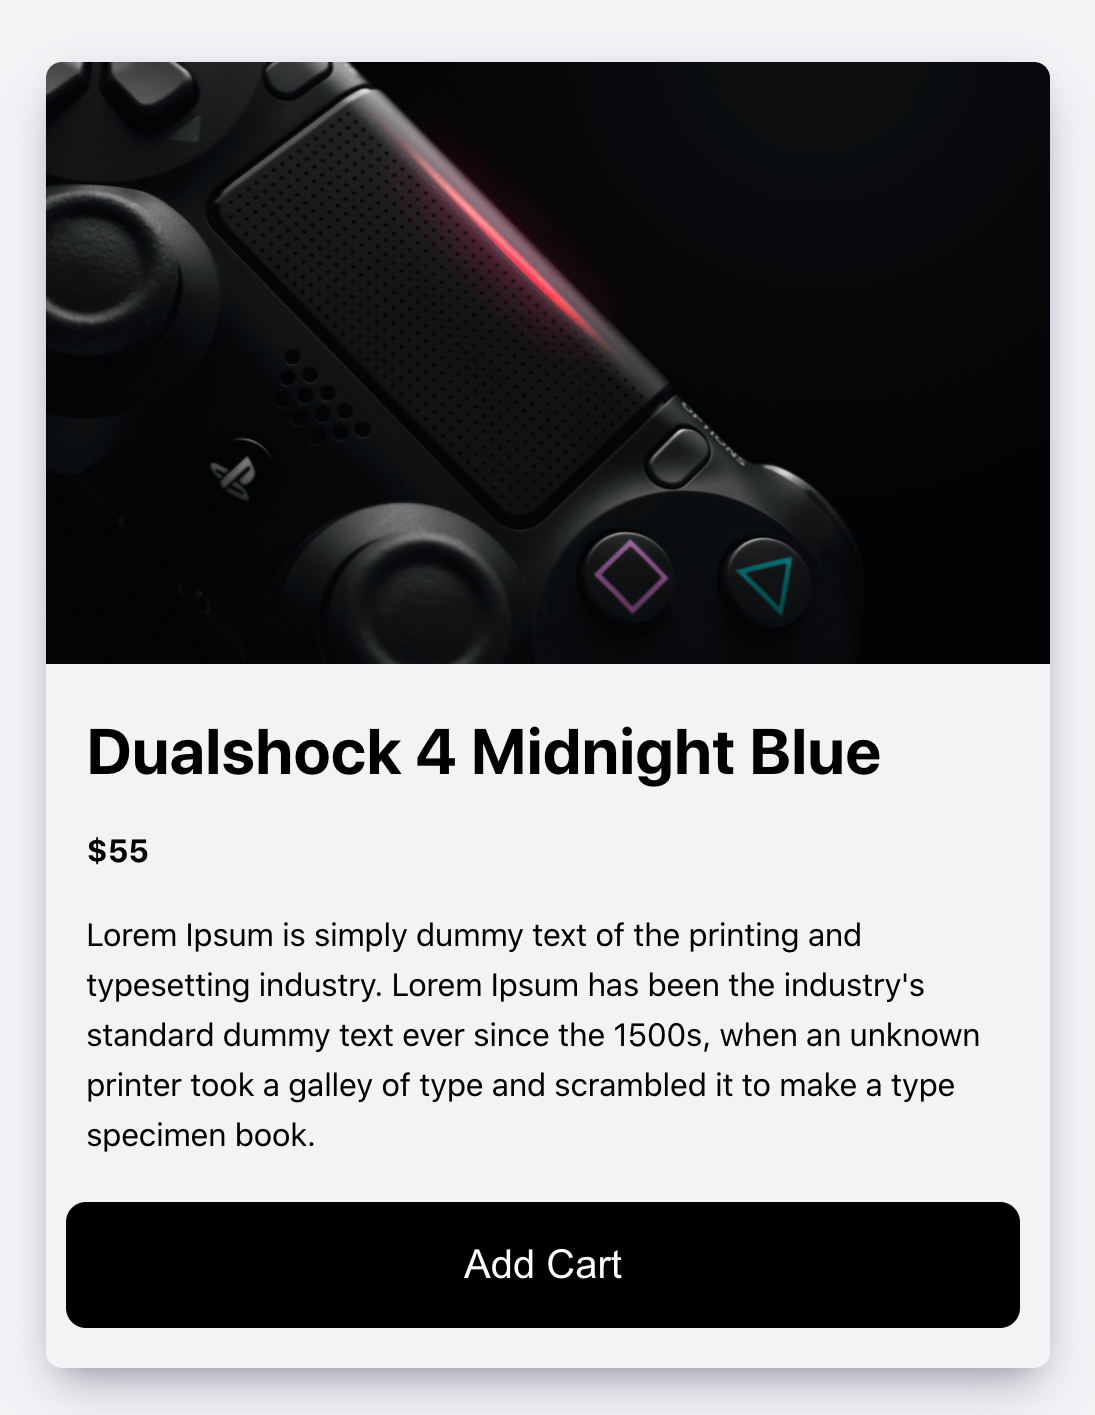 OPTIONS
Dualshock 4 Midnight Blue
$55
Lorem Ipsum is simply dummy text of the printing and
typesetting industry. Lorem Ipsum has been the industry's
standard dummy text ever since the 1500s, when an unknown
printer took a galley of type and scrambled it to make a type
specimen book.
Add Cart